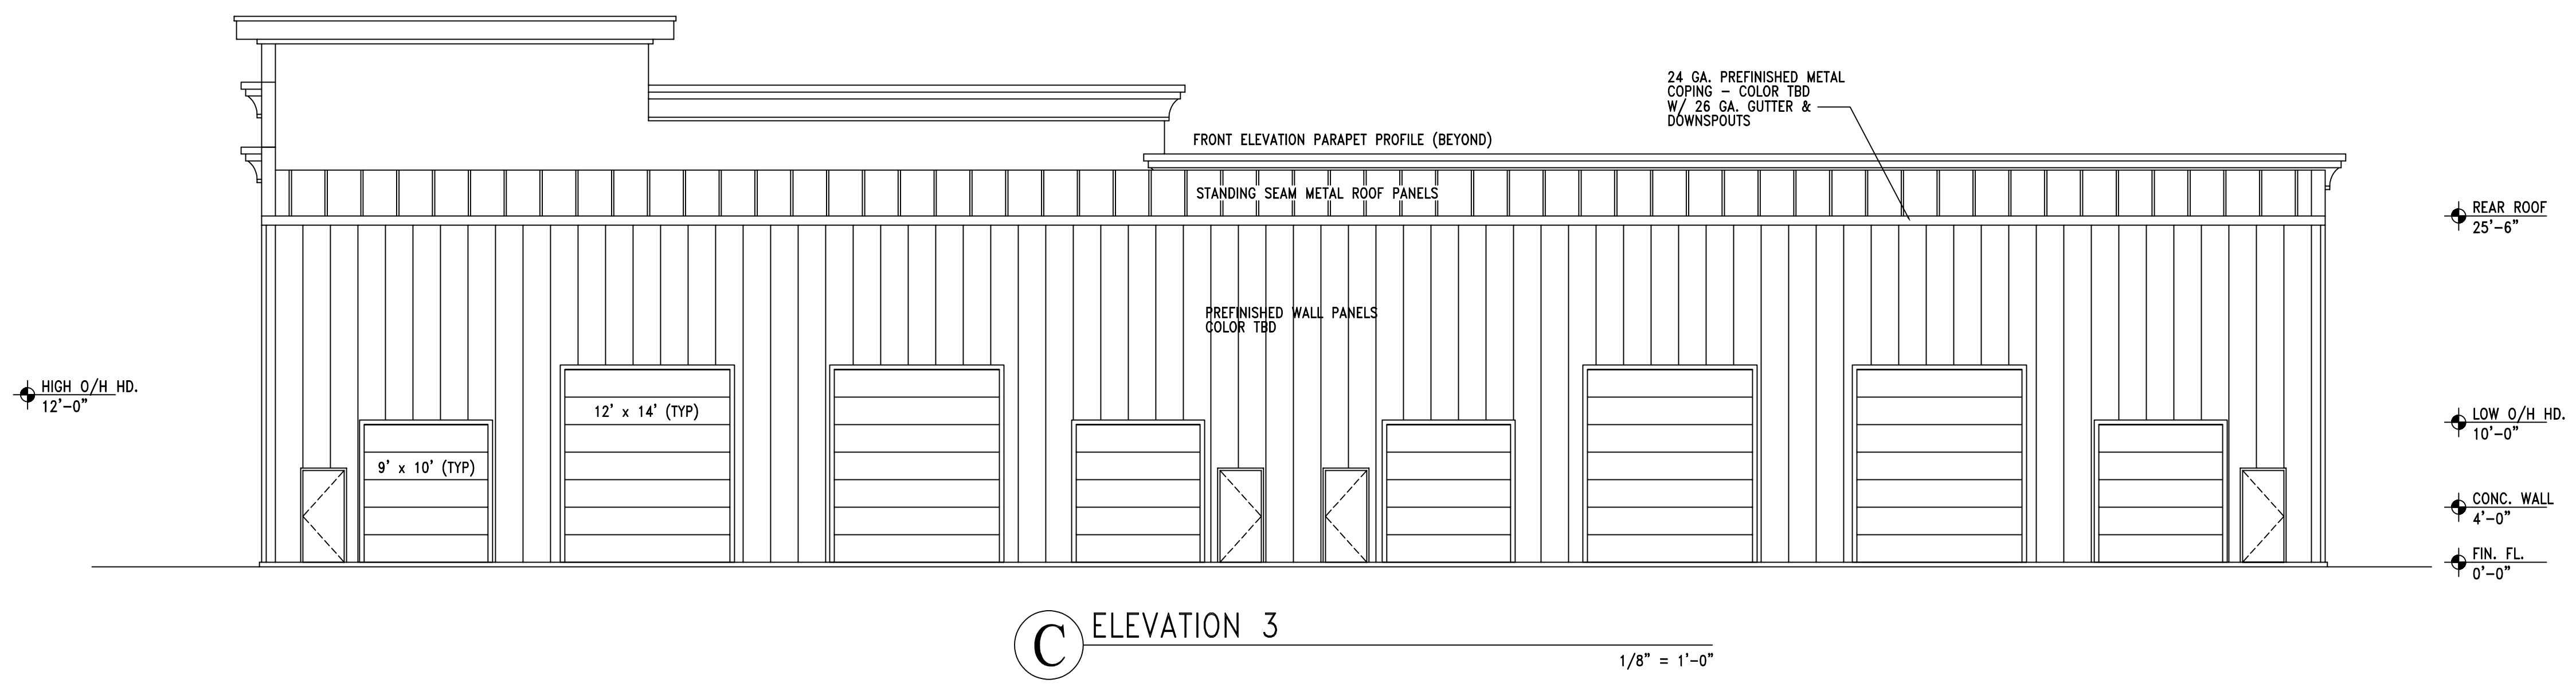 24 GA. PREFINISHED METAL
COPING - COLOR TBD
W/ 26 GA. GUTTER &
DOWNSPOUTS
FRONT ELEVATION PARAPET PROFILE (BEYOND)
STANDING SEAM METAL ROOF PANELS
REAR ROOF
25'-6"
PREFINISHED WALL PANELS
COLOR TBD
HIGH O/H HD.
12'-0"
12' x 14' (TYP)
9' x 10' (TYP)
LOW O/H HD.
10'-0"
CONC. WALL
4'-0"
FIN. FL.
0'-0"
C
ELEVATION 3
1/8" = 1'-0"